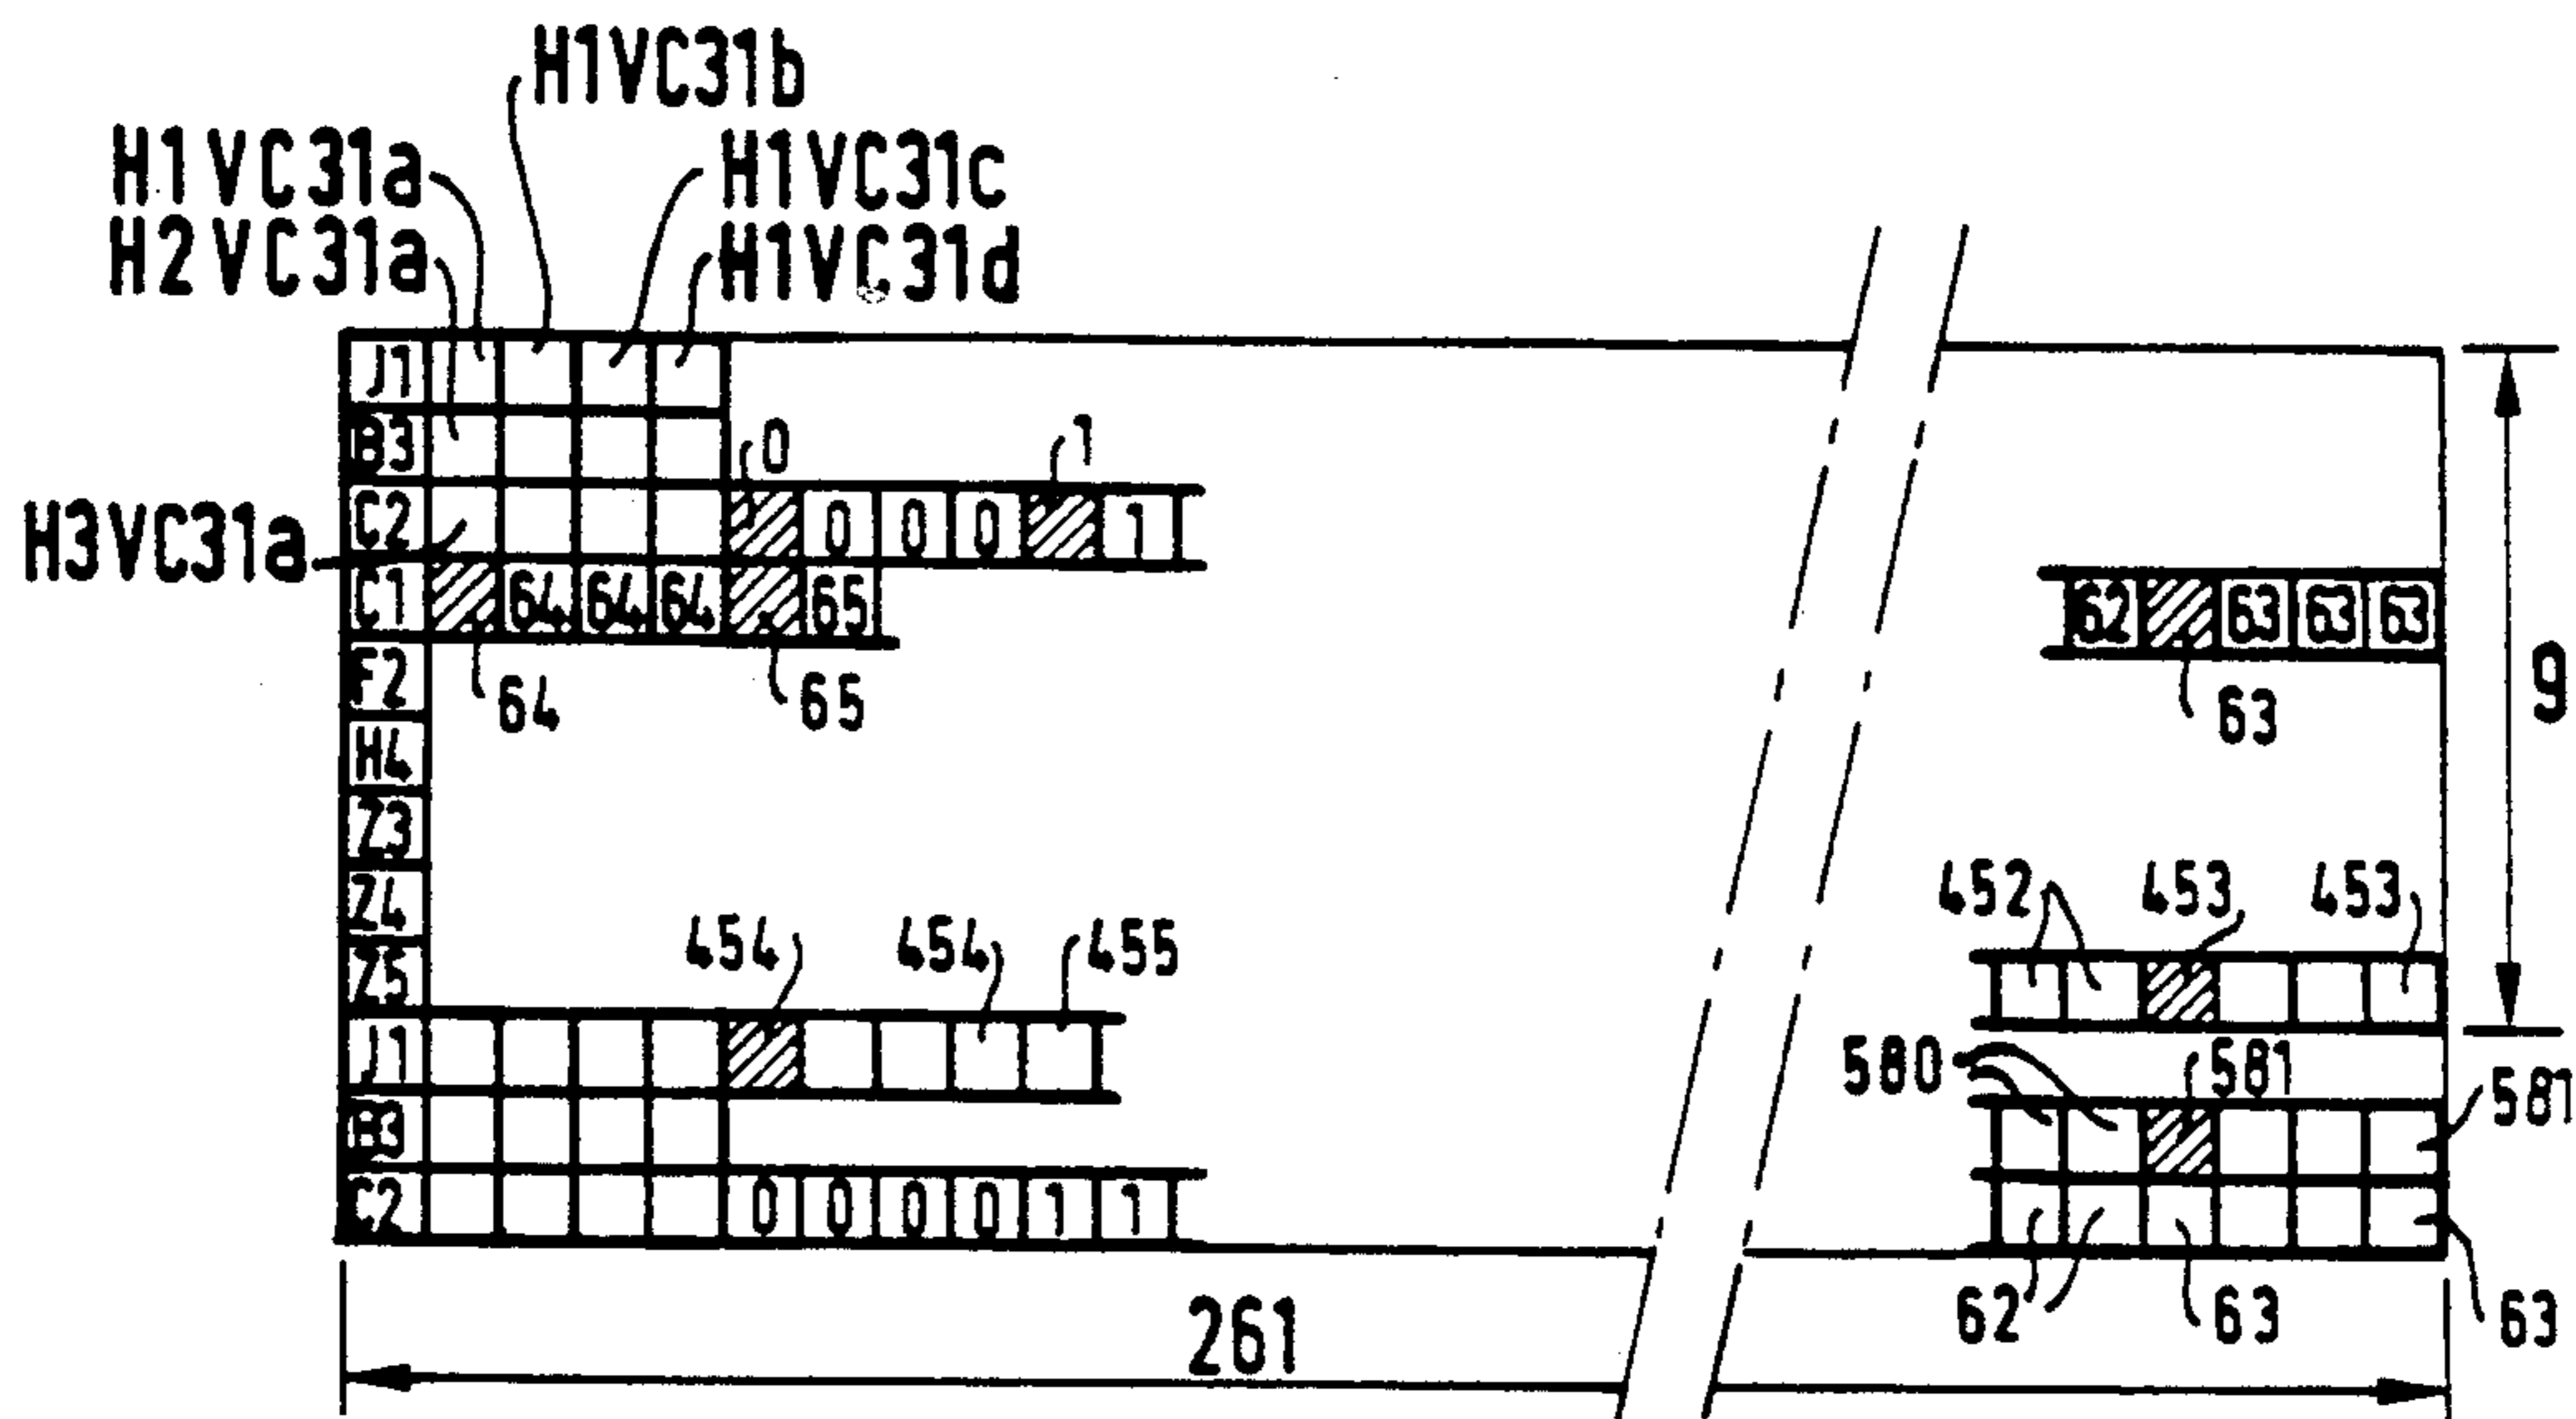 H1VC31b
H1VC31a
H1VC31c
H2VC31a
H1VC31d
J1
B3
0
1
H3VC31a
C2 0 0 0 1
C1 64 64 64 65
62 63 63 63
F2
64
65
63
9
H4
Z3
Z4
452 453 453
454 454 455
Z5
J1
580
581
581
B3
C2 0 0 0 0 1 1
62
63
63
261